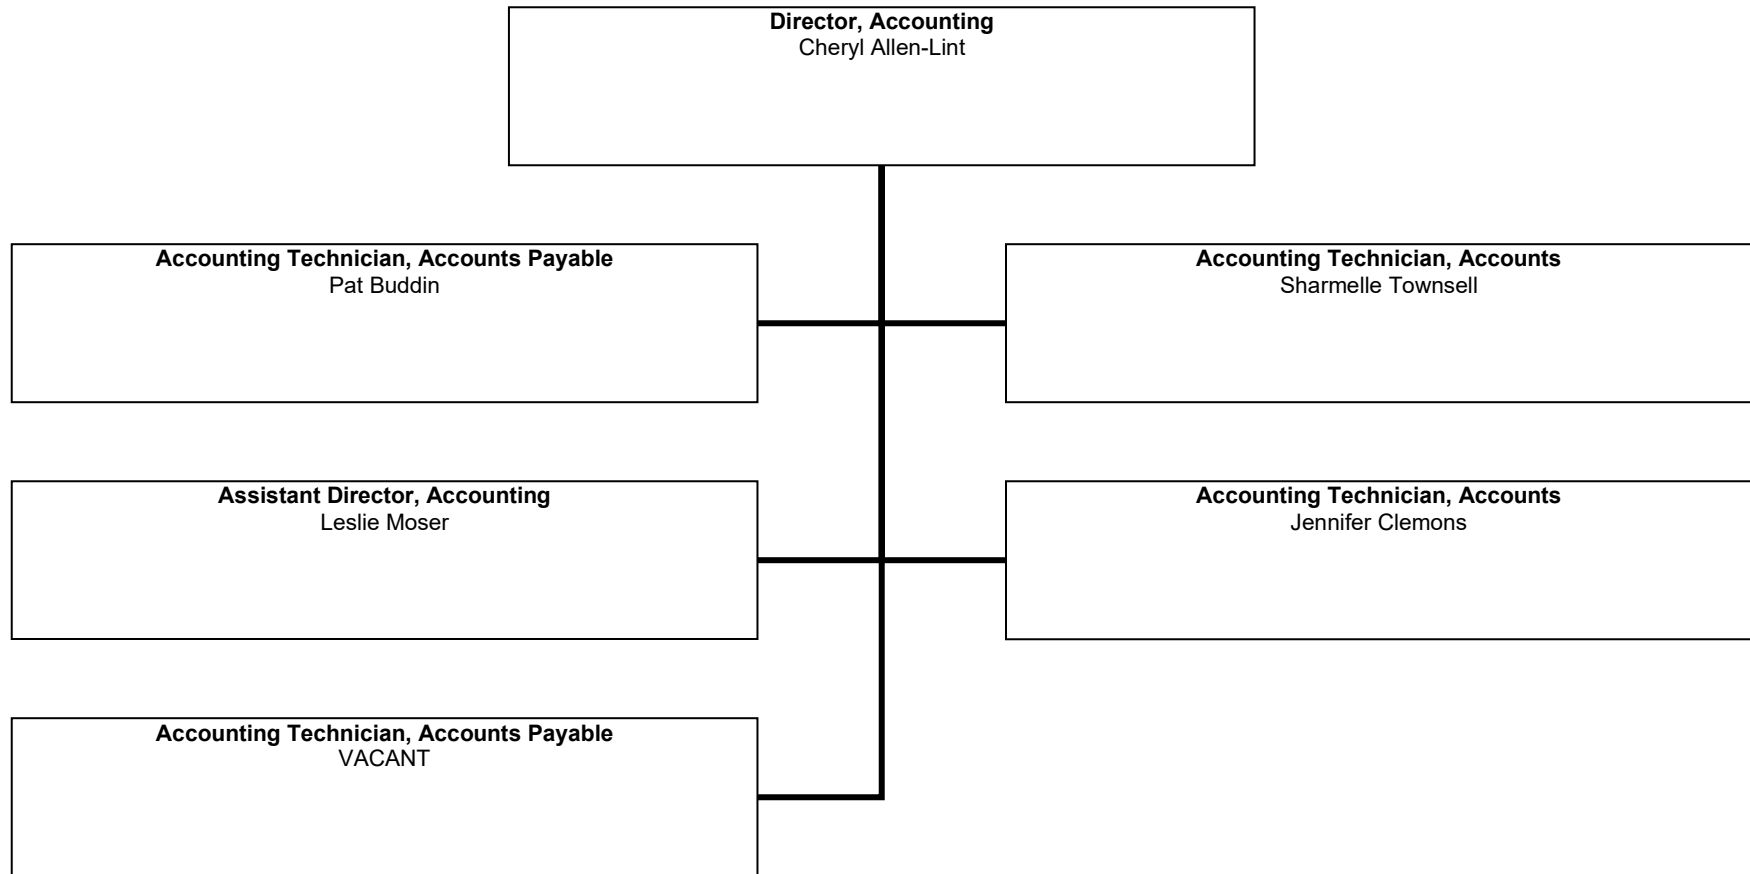 Director, Accounting
Cheryl Allen-Lint
Accounting Technician, Accounts Payable
Pat Buddin
Accounting Technician, Accounts
Sharmelle Townsell
Assistant Director, Accounting
Leslie Moser
Accounting Technician, Accounts
Jennifer Clemons
Accounting Technician, Accounts Payable
VACANT